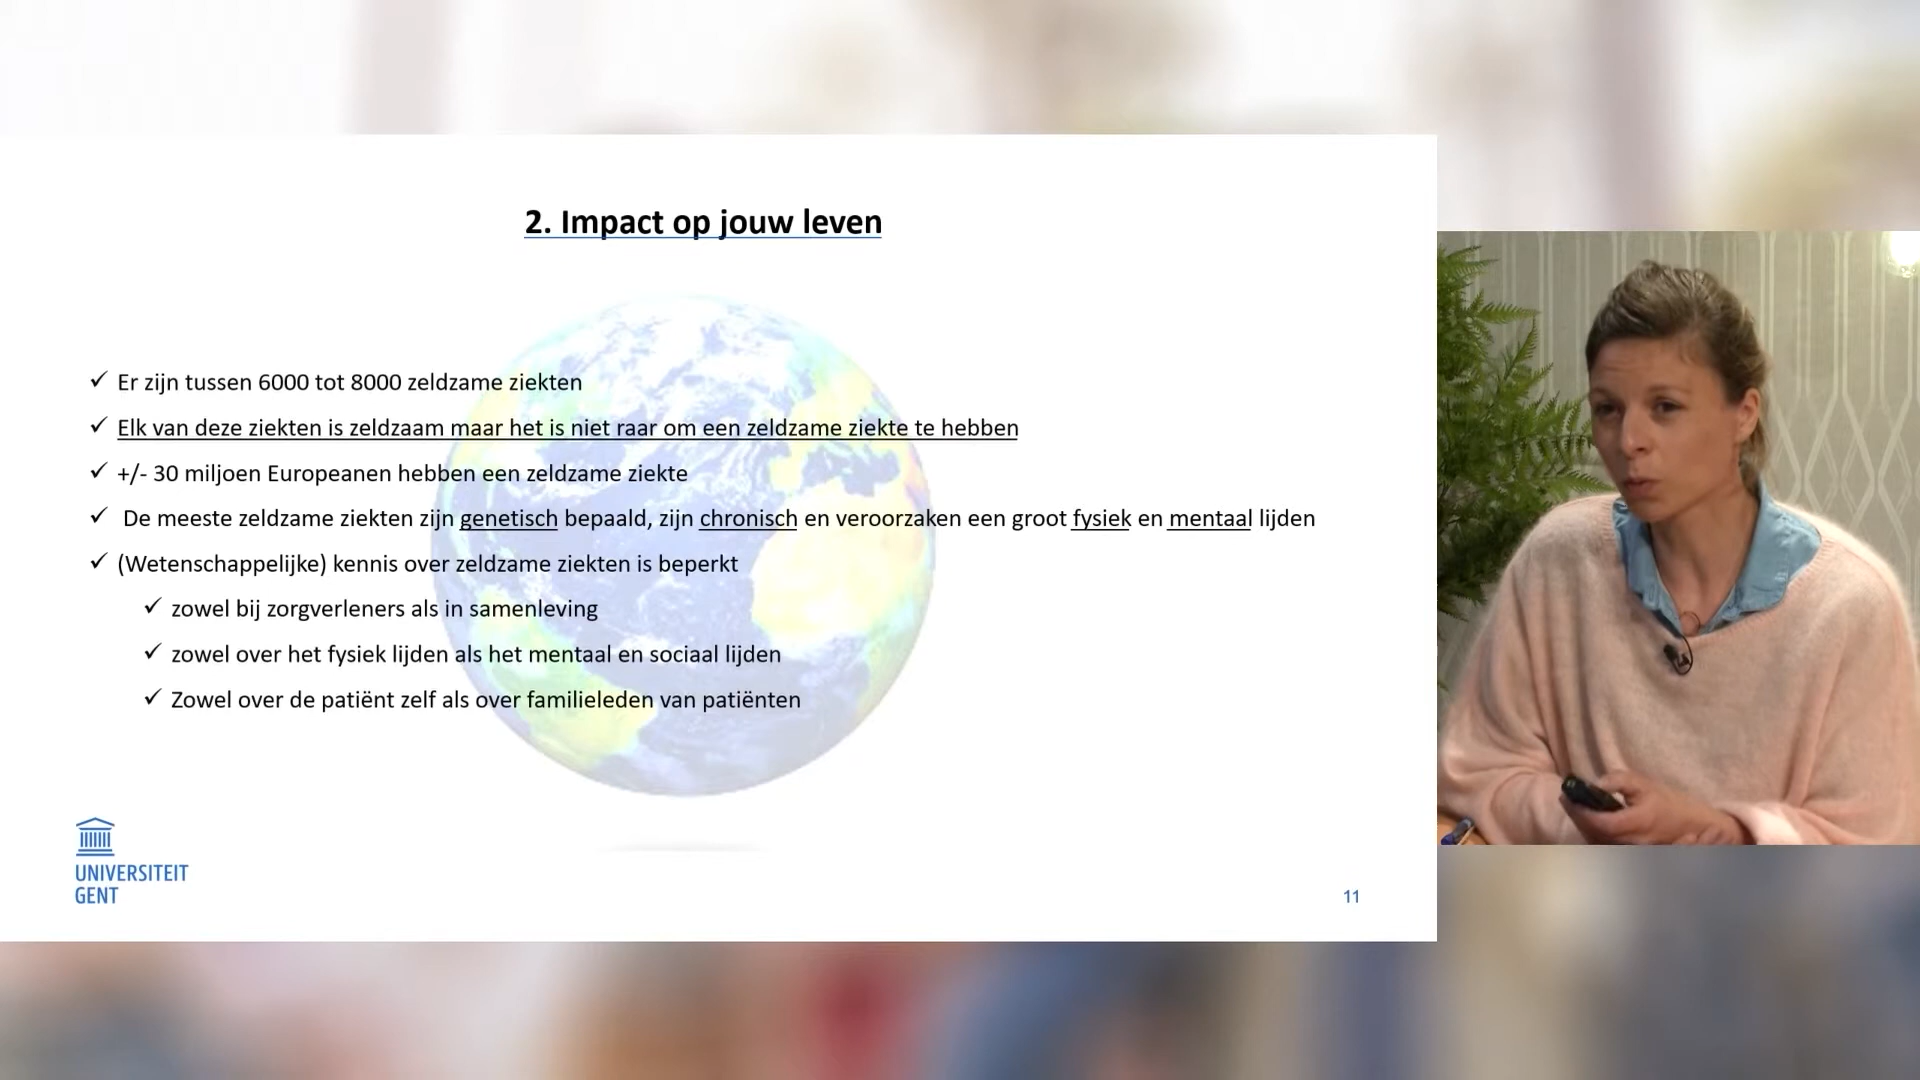 2. Impact op jouw leven
✓ Er zijn tussen 6000 tot 8000 zeldzame ziekten
✓ Elk van deze ziekten is zeldzaam maar het is niet raar om een zeldzame ziekte te hebben
✓ +/- 30 miljoen Europeanen hebben een zeldzame ziekte
✓ De meeste zeldzame ziekten zijn genetisch bepaald, zijn chronisch en veroorzaken een groot fysiek en mentaal lijden
✓ (Wetenschappelijke) kennis over zeldzame ziekten is beperkt
✓ zowel bij zorgverleners als in samenleving
✓ zowel over het fysiek lijden als het mentaal en sociaal lijden
✓ Zowel over de patiënt zelf als over familieleden van patiënten
UNIVERSITEIT
GENT
11